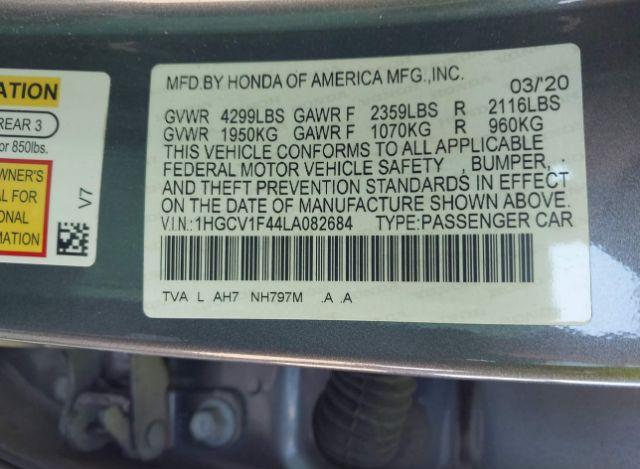 ATION
REAR 3
or 850lbs.
WNER'S
AL FOR
ONAL
MATION
V7
MFD.BY HONDA OF AMERICA MFG.,INC. 03/'20
GVWR 4299LBS GAWR F 2359LBS R 2116LBS
GVWR 1950KG GAWR F 1070KG R 960KG
THIS VEHICLE CONFORMS TO ALL APPLICABLE
FEDERAL MOTOR VEHICLE SAFETY , BUMPER, .
AND THEFT PREVENTION STANDARDS IN EFFECT
ON THE DATE OF MANUFACTURE SHOWN ABOVE.
V.I.N.:1HGCV1F44LA082684 TYPE:PASSENGER CAR
TVA L AH7 NH797M .A .A